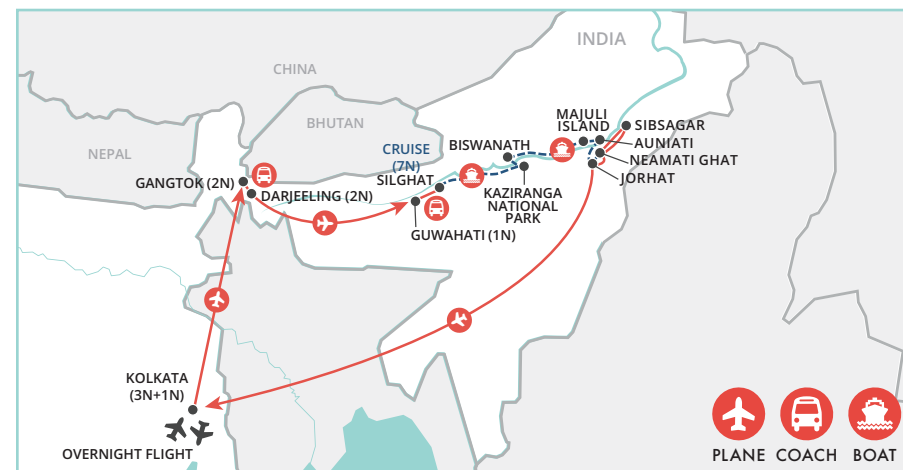 INDIA
CHINA
BHUTAN
NEPAL
MAJULI
ISLAND
SIBSAGAR
AUNIATI
NEAMATI GHAT
JORHAT
BISWANATH
CRUISE
(7N)
SILGHAT
KAZIRANGA
NATIONAL
PARK
GANGTOK (2N)
DARJEELING (2N)
GUWAHATI (1N)
KOLKATA
(3N+1N)
OVERNIGHT FLIGHT
PLANE
COACH
BOAT